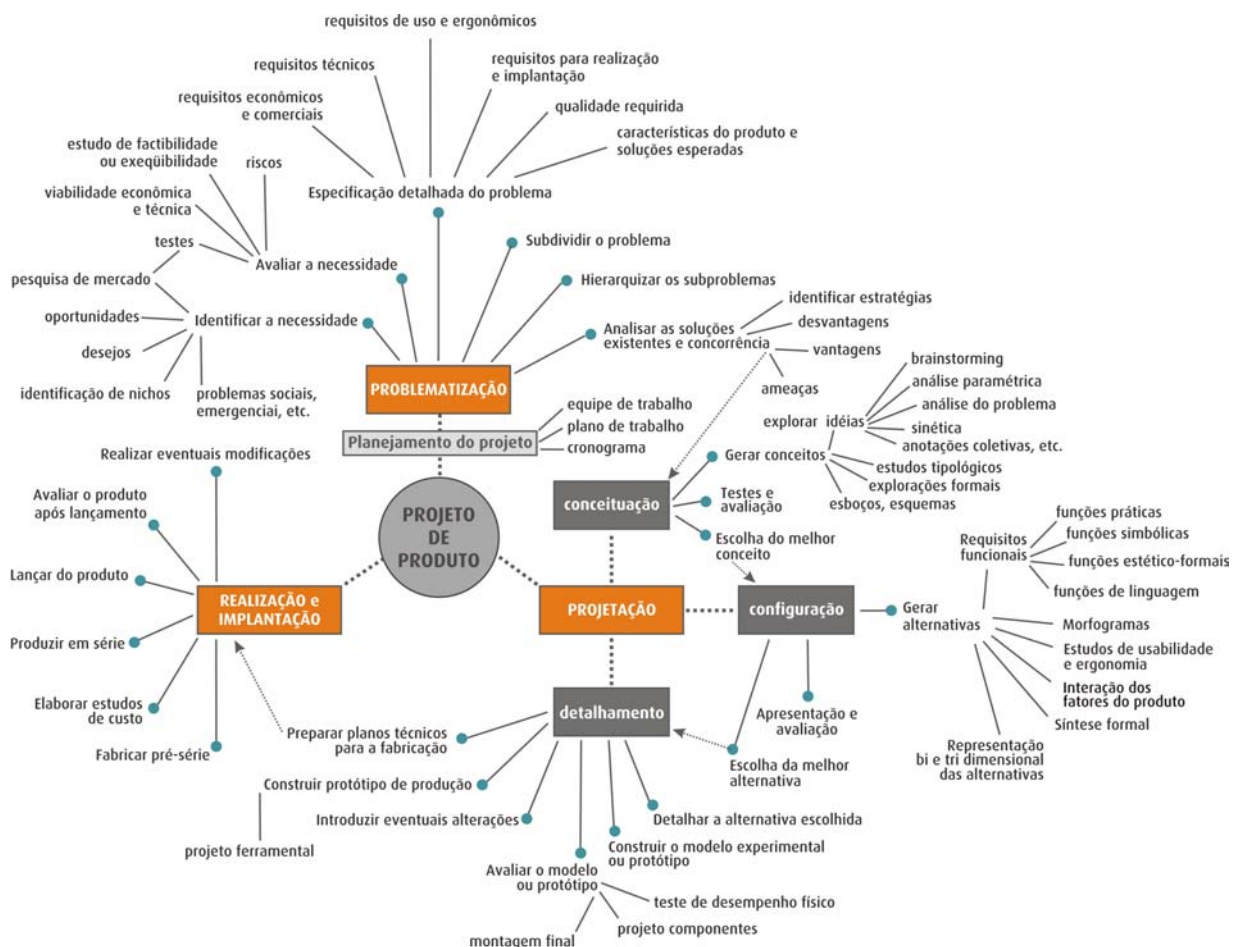 requisitos de uso e ergonômicos
requisitos técnicos
requisitos para realização
e implantação
requisitos econômicos
e comerciais
qualidade requirida
características do produto e
soluções esperadas
estudo de factibilidade
ou exeqüibilidade
riscos
viabilidade econômica
e técnica
Especificação detalhada do problema
testes
Avaliar a necessidade
Subdividir o problema
pesquisa de mercado
Hierarquizar os subproblemas
oportunidades
Identificar a necessidade
Analisar as soluções
existentes e concorrência
identificar estratégias
desvantagens
vantagens
ameaças
desejos
identificação de nichos
problemas sociais,
emergenciai, etc.
PROBLEMATIZAÇÃO
Planejamento do projeto
equipe de trabalho
plano de trabalho
cronograma
brainstorming
análise paramétrica
análise do problema
explorar idéias
sinética
anotações coletivas, etc.
Gerar conceitos
estudos tipológicos
explorações formais
esboços, esquemas
Realizar eventuais modificações
Avaliar o produto
após lançamento
PROJETO
DE
PRODUTO
conceituação
Testes e
avaliação
Escolha do melhor
conceito
funções práticas
Requisitos
funcionais
funções simbólicas
funções estético-formais
funções de linguagem
Lançar do produto
REALIZAÇÃO e
IMPLANTAÇÃO
PROJETAÇÃO
configuração
Gerar
alternativas
Morfogramas
Estudos de usabilidade
e ergonomia
Interação dos
fatores do produto
Síntese formal
Representação
bi e tri dimensional
das alternativas
Produzir em série
Elaborar estudos
de custo
Fabricar pré-série
detalhamento
Apresentação e
avaliação
Escolha da melhor
alternativa
Preparar planos técnicos
para a fabricação
Construir protótipo de produção
projeto ferramental
Introduzir eventuais alterações
Detalhar a alternativa escolhida
Construir o modelo experimental
ou protótipo
Avaliar o modelo
ou protótipo
teste de desempenho físico
projeto componentes
montagem final